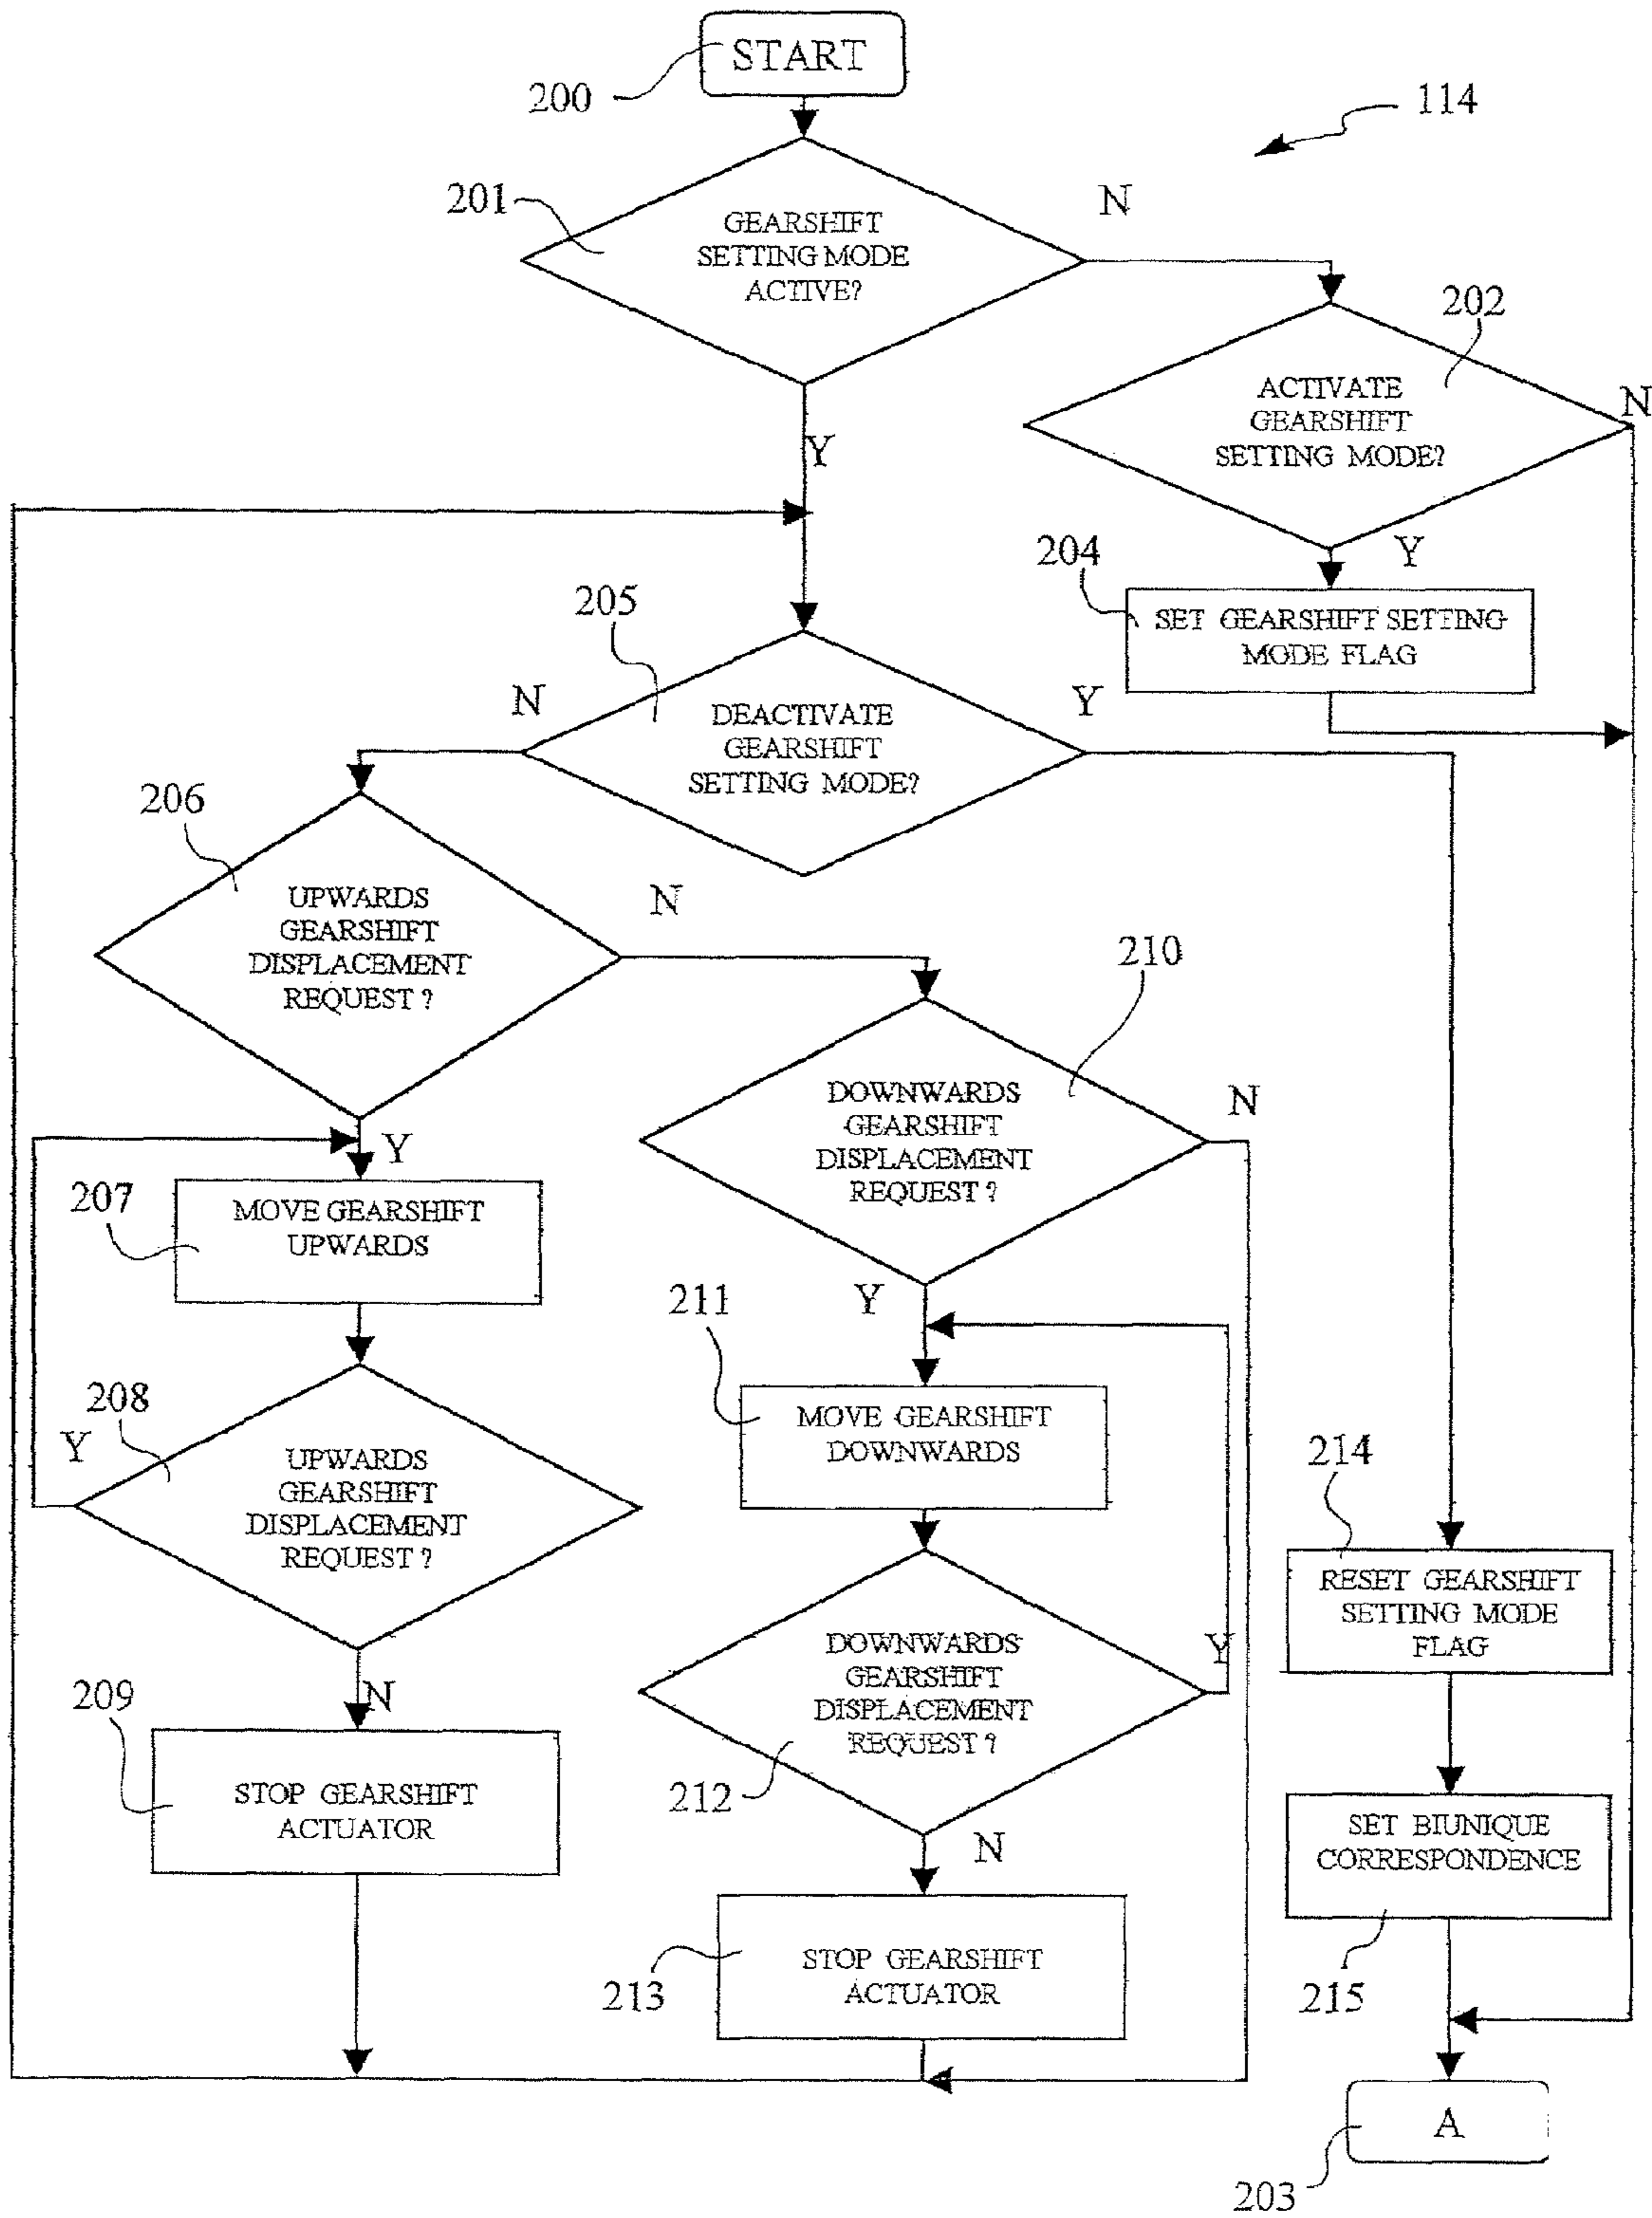 START
200
114
201
GEARSHIFT
SETTING MODE
ACTIVE?
N
202
ACTIVATE
GEARSHIFT
SETTING MODE?
N
Y
Y
204
SET GEARSHIFT SETTING
MODE FLAG
205
N
DEACTIVATE
GEARSHIFT
SETTING MODE?
Y
206
UPWARDS
GEARSHIFT
DISPLACEMENT
REQUEST ?
N
210
DOWNWARDS
GEARSHIFT
DISPLACEMENT
REQUEST ?
N
Y
207
MOVE GEARSHIFT
UPWARDS
Y
211
MOVE GEARSHIFT
DOWNWARDS
208
Y
UPWARDS
GEARSHIFT
DISPLACEMENT
REQUEST ?
214
RESET GEARSHIFT
SETTING MODE
FLAG
DOWNWARDS
GEARSHIFT
DISPLACEMENT
REQUEST ?
Y
212
N
209
STOP GEARSHIFT
ACTUATOR
N
SET BIUNIQUE
CORRESPONDENCE
215
213
STOP GEARSHIFT
ACTUATOR
A
203